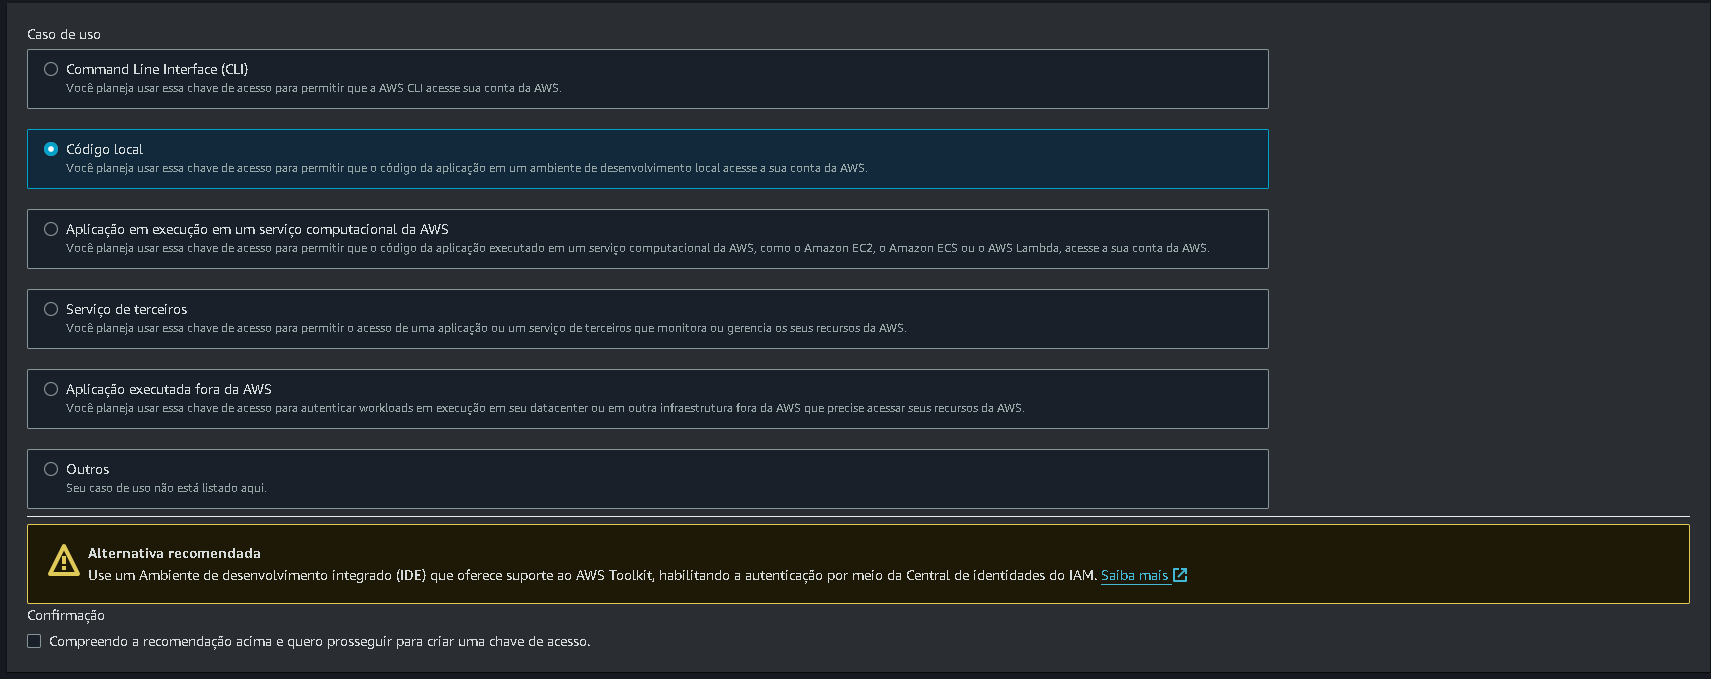 Caso de uso
Command Line Interface (CLI)
Você planeja usar essa chave de acesso para permitir que a AWS CLI acesse sua conta da AWS.
Código local
Você planeja usar essa chave de acesso para permitir que o código da aplicação em um ambiente de desenvolvimento local acesse a sua conta da AWS.
Aplicação em execução em um serviço computacional da AWS
Você planeja usar essa chave de acesso para permitir que o código da aplicação executado em um serviço computacional da AWS, como o Amazon EC2, o Amazon ECS ou o AWS Lambda, acesse a sua conta da AWS.
Serviço de terceiros
Você planeja usar essa chave de acesso para permitir o acesso de uma aplicação ou um serviço de terceiros que monitora ou gerencia os seus recursos da AWS.
Aplicação executada fora da AWS
Você planeja usar essa chave de acesso para autenticar workloads em execução em seu datacenter ou em outra infraestrutura fora da AWS que precise acessar seus recursos da AWS.
Outros
Seu caso de uso não está listado aqui.
Alternativa recomendada
Use um Ambiente de desenvolvimento integrado (IDE) que oferece suporte ao AWS Toolkit, habilitando a autenticação por meio da Central de identidades do IAM. Saiba mais
Confirmação
Compreendo a recomendação acima e quero prosseguir para criar uma chave de acesso.